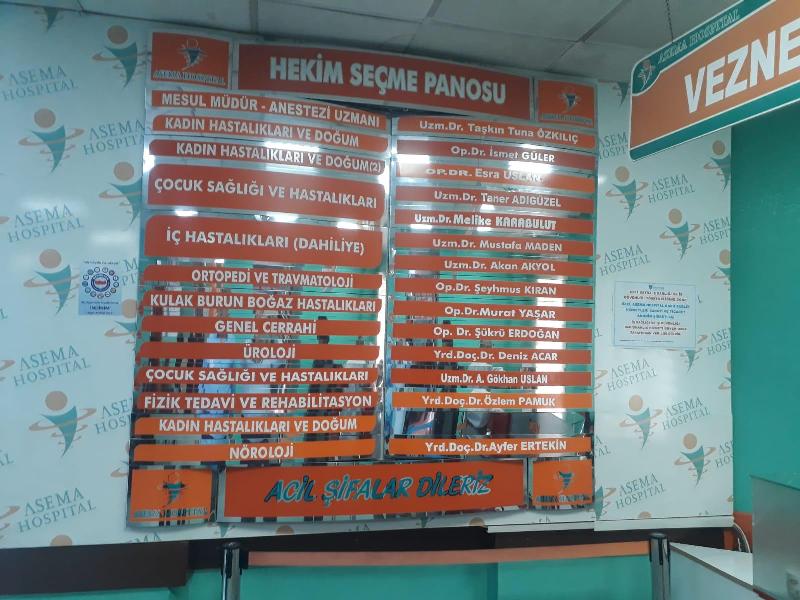 ASEMA HOSPITAL
HEKİM SEÇME PANOSU
ASEMA HOSPITAL
VEZNE
MESUL MÜDÜR - ANESTEZİ UZMANI
Uzm.Dr. Taşkın Tuna ÖZKILIÇ
KADIN HASTALIKLARI VE DOĞUM
Op.Dr. İsmet GÜLER
KADIN HASTALIKLARI VE DOĞUM(2)
OP.DR. Esra USLAN
ÇOCUK SAĞLIĞI VE HASTALIKLARI
Uzm.Dr. Taner ADIGÜZEL
Uzm.Dr.Melike KARABULUT
İÇ HASTALIKLARI (DAHİLİYE)
Uzm.Dr. Mustafa MADEN
Uzm.Dr. Akan AKYOL
ORTOPEDİ VE TRAVMATOLOJİ
Op.Dr. Şeyhmus KIRAN
KULAK BURUN BOĞAZ HASTALIKLARI
Op.Dr.Murat YAŞAR
GENEL CERRAHİ
Op. Dr. Şükrü ERDOĞAN
ÜROLOJİ
Yrd.Doç.Dr. Deniz ACAR
ÇOCUK SAĞLIĞI VE HASTALIKLARI
Uzm.Dr. A. Gökhan USLAN
FİZİK TEDAVİ VE REHABİLİTASYON
Yrd.Doç.Dr.Özlem PAMUK
KADIN HASTALIKLARI VE DOĞUM
NÖROLOJİ
Yrd.Doç.Dr.Ayfer ERTEKİN
ACİL ŞİFALAR DİLERİZ
ASEMA HOSPITAL
ASEMA HOSPITAL